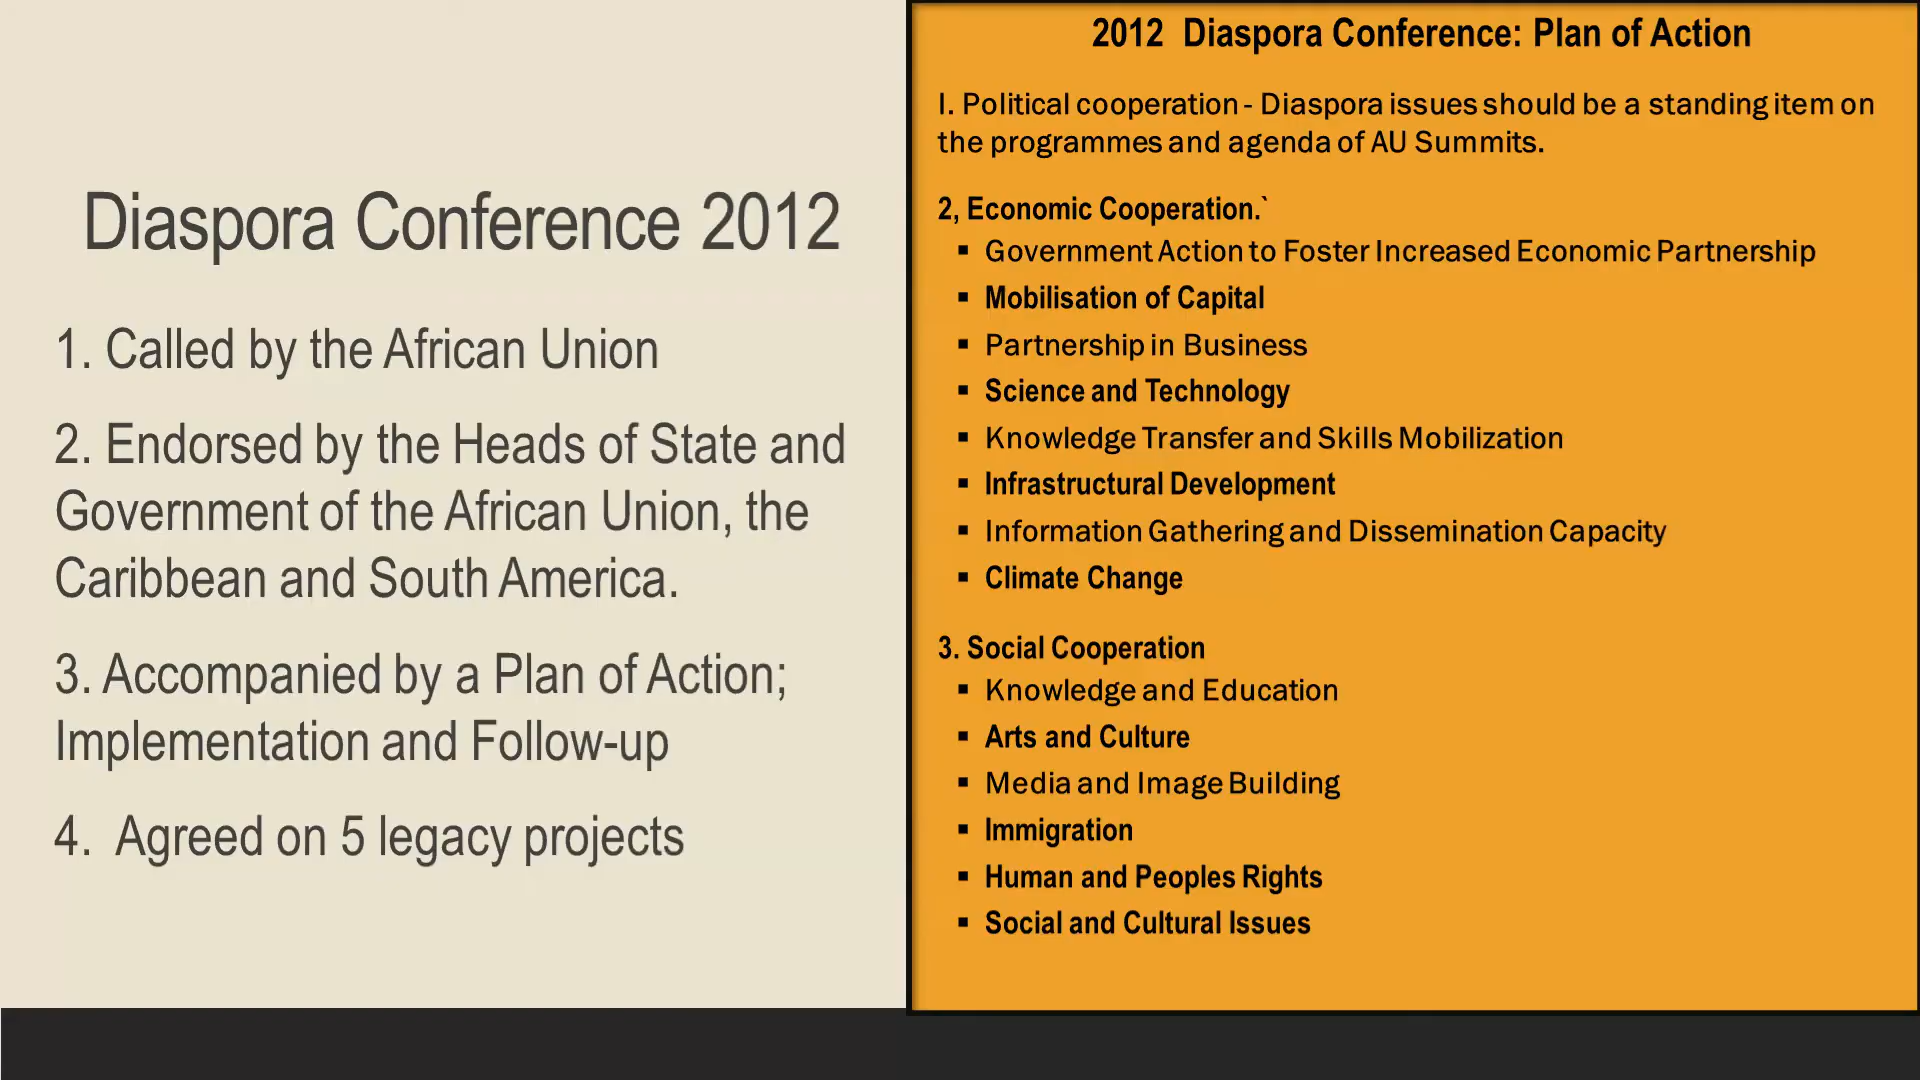 Diaspora Conference 2012
1. Called by the African Union
2. Endorsed by the Heads of State and
Government of the African Union, the
Caribbean and South America.
3. Accompanied by a Plan of Action;
Implementation and Follow-up
4. Agreed on 5 legacy projects
2012 Diaspora Conference: Plan of Action
I. Political cooperation - Diaspora issues should be a standing item on
the programmes and agenda of AU Summits.
2, Economic Cooperation.`
▪ Government Action to Foster Increased Economic Partnership
▪ Mobilisation of Capital
▪ Partnership in Business
▪ Science and Technology
▪ Knowledge Transfer and Skills Mobilization
▪ Infrastructural Development
▪ Information Gathering and Dissemination Capacity
▪ Climate Change
3. Social Cooperation
▪ Knowledge and Education
▪ Arts and Culture
▪ Media and Image Building
▪ Immigration
▪ Human and Peoples Rights
▪ Social and Cultural Issues